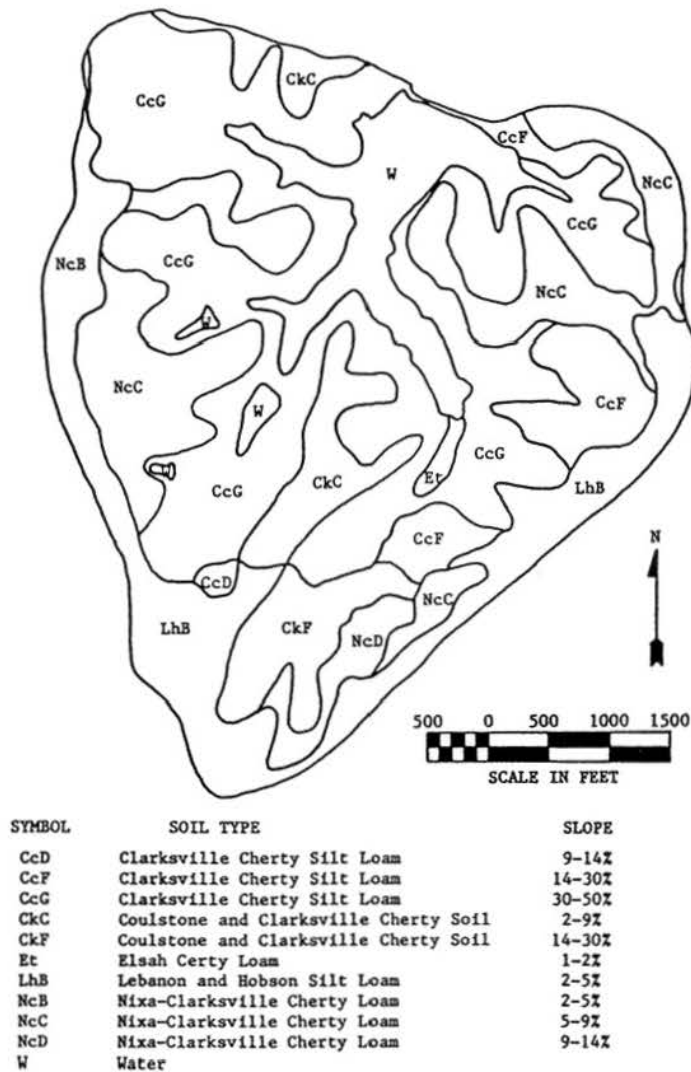 CkC
CcG
CcF
W
NcC
CcG
CcG
NcB
NcC
W
NcC
CcF
W
CcG
Et
CkC
LhB
W
CcG
CcF
CcD
NcC
LhB
CkF
NcD
N
500 0 500 1000 1500
SCALE IN FEET
SYMBOL SOIL TYPE SLOPE
CcD Clarksville Cherty Silt Loam 9-14%
CcF Clarksville Cherty Silt Loam 14-30%
CcG Clarksville Cherty Silt Loam 30-50%
CkC Coulstone and Clarksville Cherty Soil 2-9%
CkF Coulstone and Clarksville Cherty Soil 14-30%
Et Elsah Certy Loam 1-2%
LhB Lebanon and Hobson Silt Loam 2-5%
NcB Nixa-Clarksville Cherty Loam 2-5%
NcC Nixa-Clarksville Cherty Loam 5-9%
NcD Nixa-Clarksville Cherty Loam 9-14%
W Water